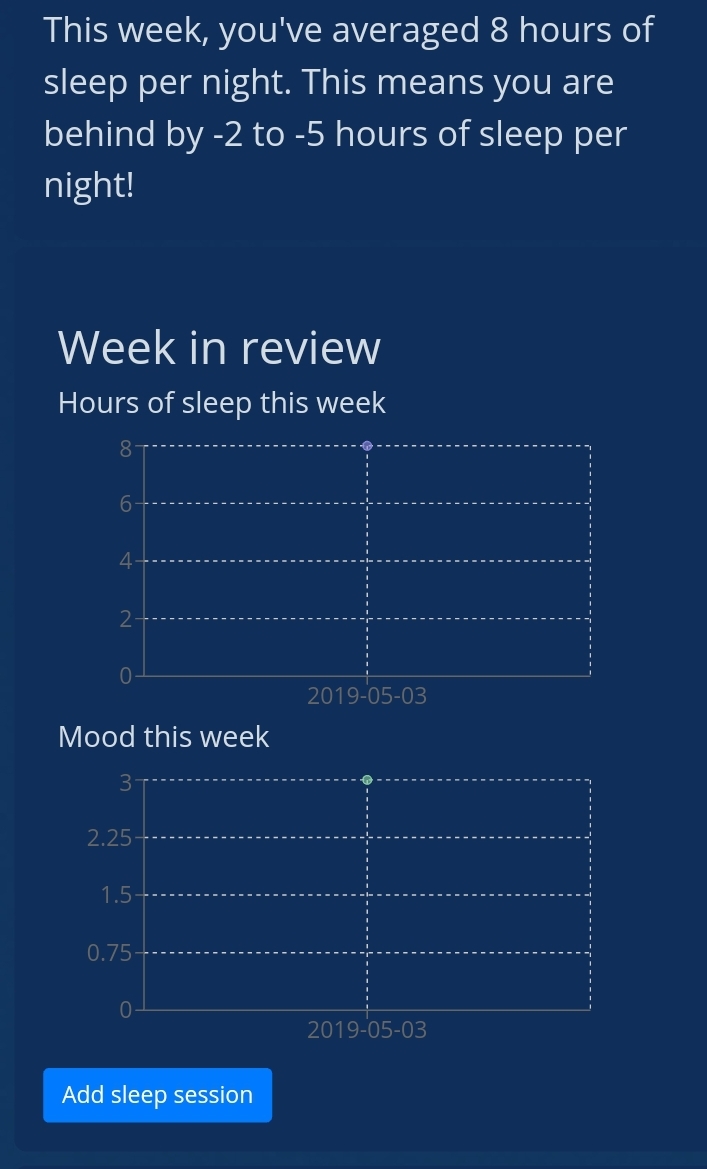 This week, you've averaged 8 hours of
sleep per night. This means you are
behind by -2 to -5 hours of sleep per
night!
Week in review
Hours of sleep this week
8
6
4
2
0
2019-05-03
Mood this week
3
2.25
1.5
0.75
0
2019-05-03
Add sleep session